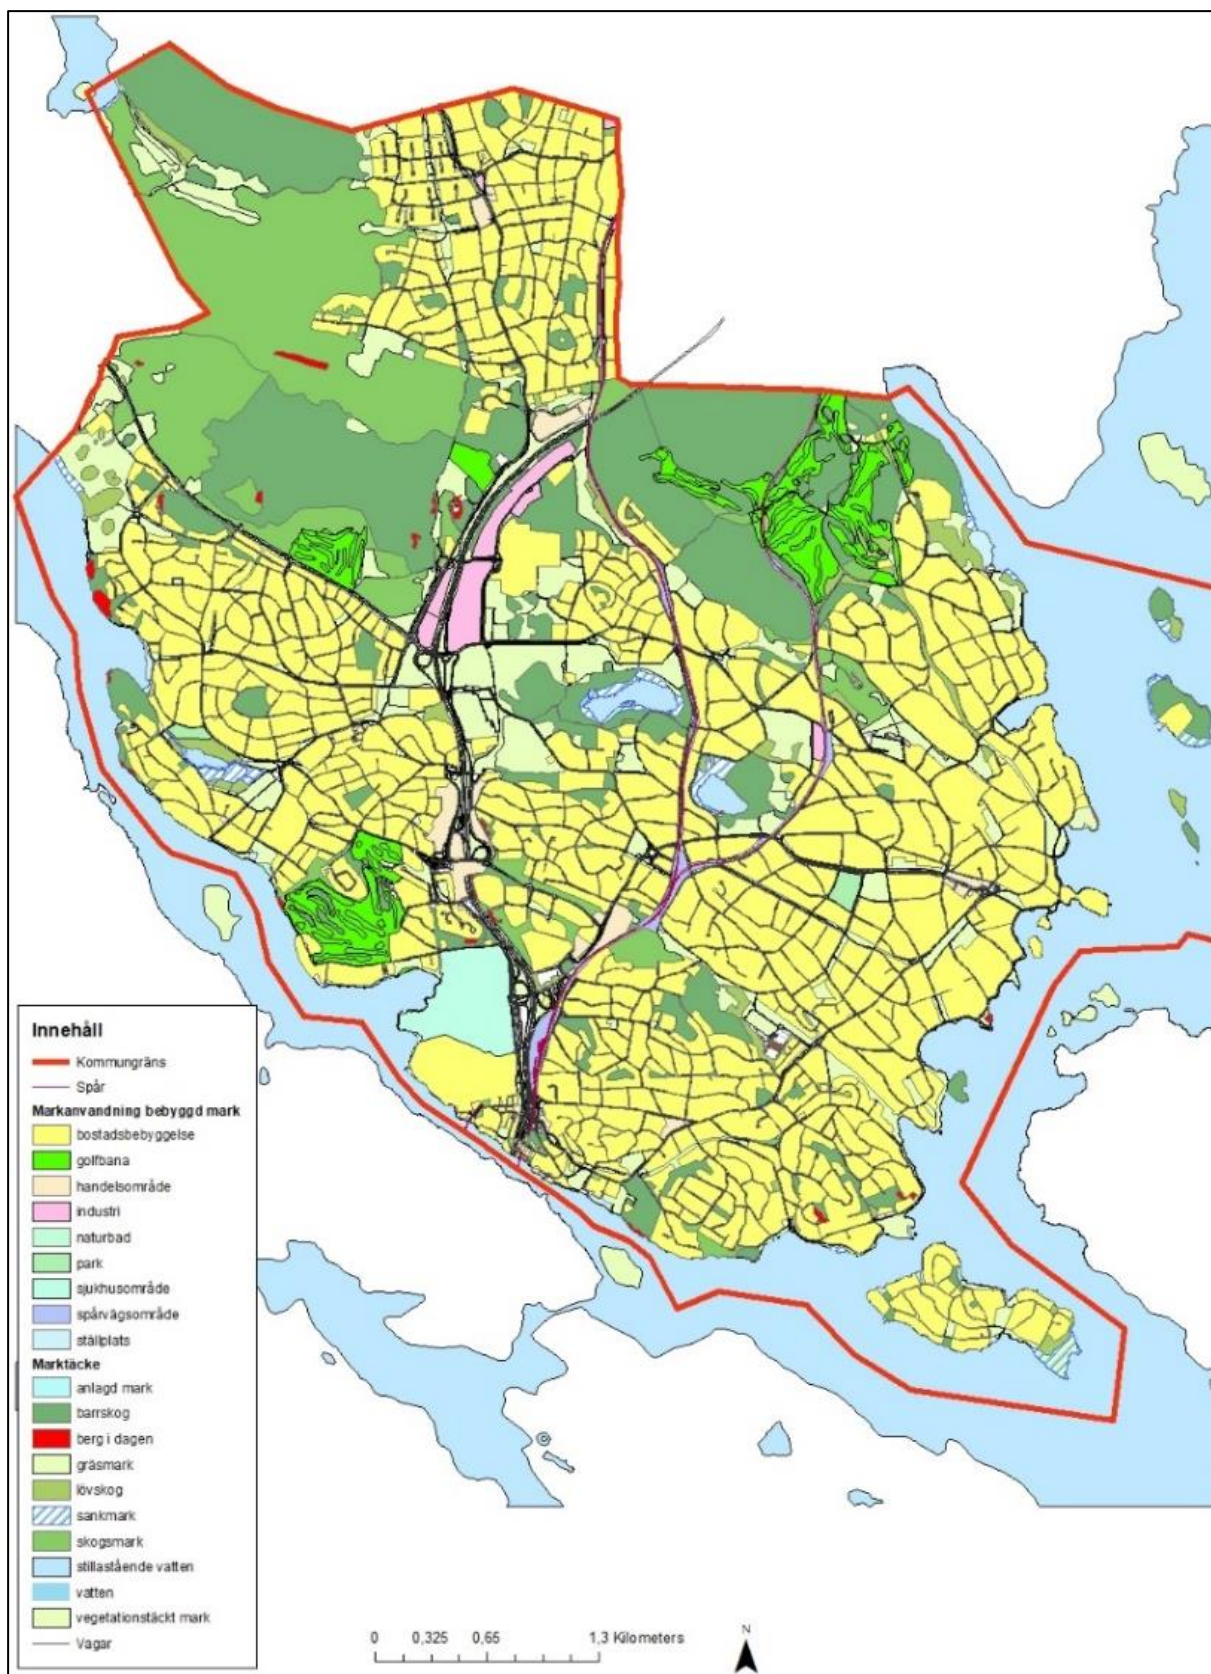 Innehåll
Kommungräns
Spår
Markanvandning bebyggd mark
bostadsbebyggelse
golfbana
handelsområde
industri
naturbad
park
sjukhusområde
spårvägsområde
ställplats
Marktäcke
anlagd mark
barrskog
berg i dagen
gräsmark
lövskog
sankmark
skogsmark
stillastående vatten
vatten
vegetationstäckt mark
Vagar
0 0,325 0,65 1,3 Kilometers
N